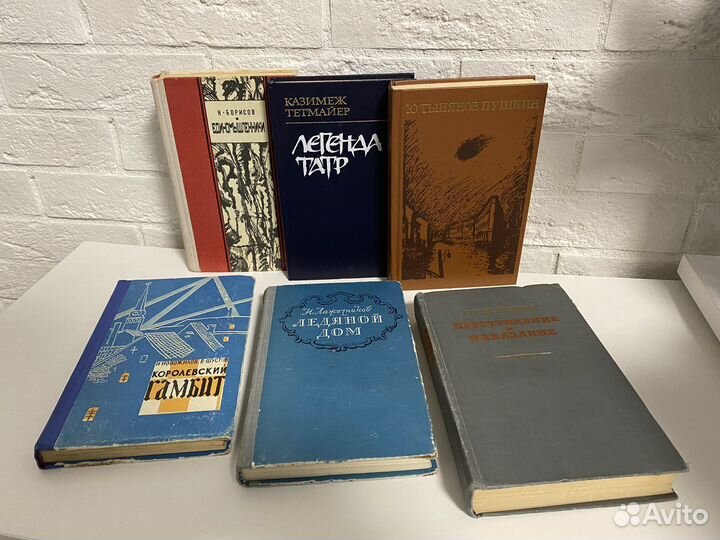 И·БОРИСОВ
ЕДИНОМЫШЛЕННИКИ
КАЗИМЕЖ
ТЕТМАЙЕР
ЛЕГЕНДА
ТАТР
Ю.ТЫНЯНОВ ПУШКИН
КОРОЛЕВСКИЙ
ГАМБИТ
И. Лажечников
ЛЕДЯНОЙ
ДОМ
ПРЕСТУПЛЕНИЕ
И
НАКАЗАНИЕ
Avito